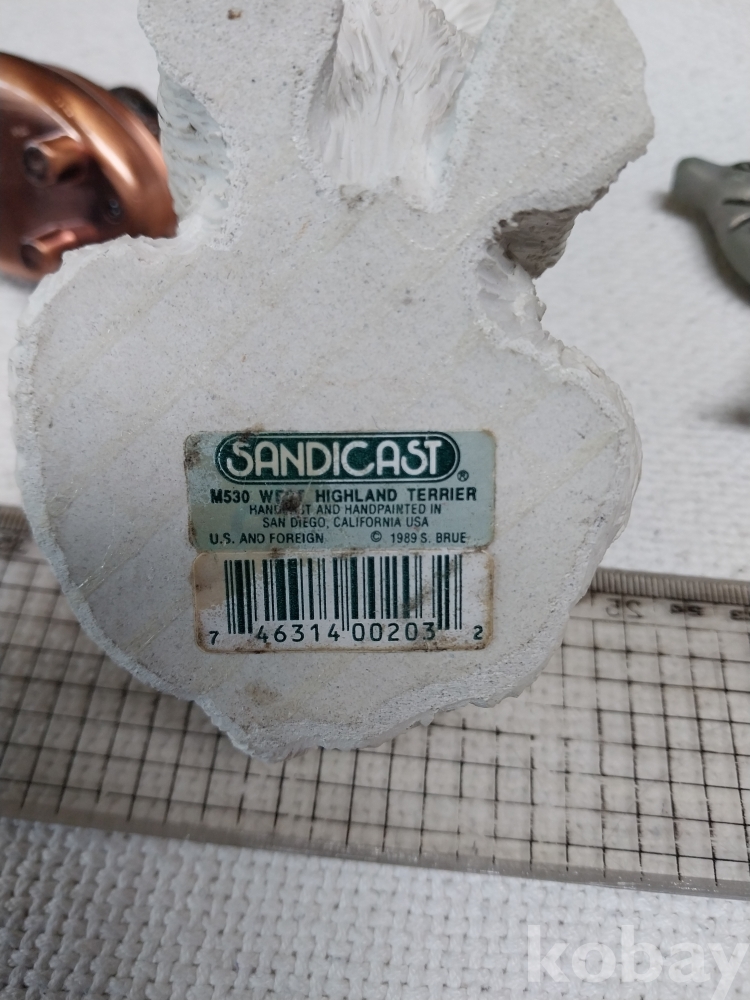 SANDICAST®
M530 WEST HIGHLAND TERRIER
HANDCAST AND HANDPAINTED IN
SAN DIEGO, CALIFORNIA USA
U.S. AND FOREIGN © 1989 S. BRUE
7 46314 00203 2
kobay